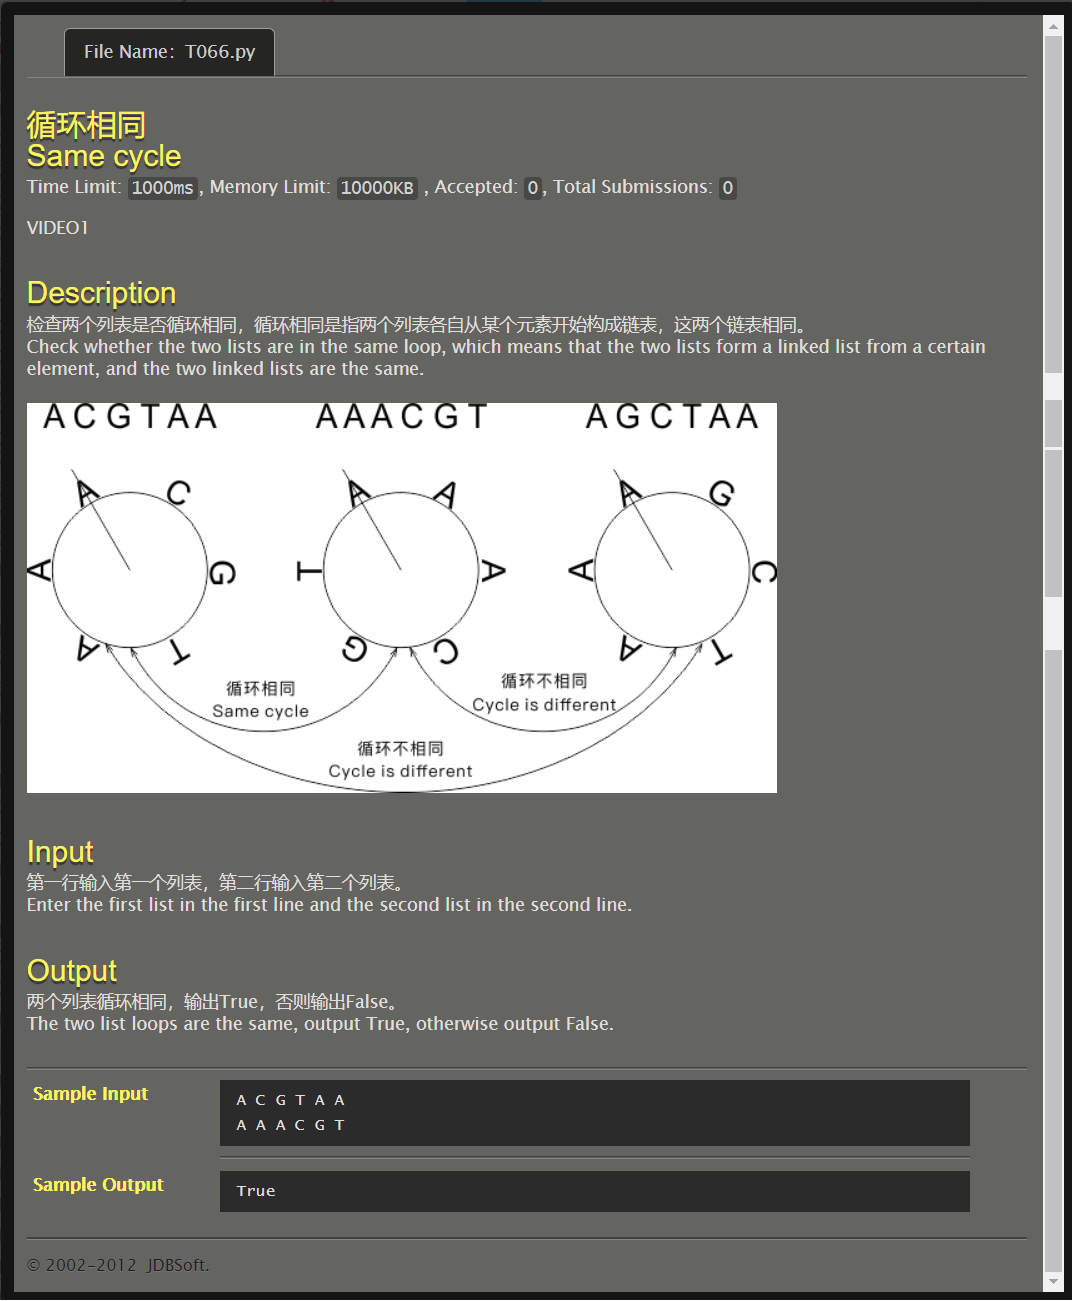 File Name：T066.py
循环相同
Same cycle
Time Limit: 1000ms, Memory Limit: 10000KB , Accepted: 0, Total Submissions: 0
VIDEO1
Description
检查两个列表是否循环相同，循环相同是指两个列表各自从某个元素开始构成链表，这两个链表相同。
Check whether the two lists are in the same loop, which means that the two lists form a linked list from a certain
element, and the two linked lists are the same.
A C G T A A
A A A C G T
A G C T A A
A C G T A A
A A A C G T
A G C T A A
循环相同
Same cycle
循环不相同
Cycle is different
循环不相同
Cycle is different
Input
第一行输入第一个列表，第二行输入第二个列表。
Enter the first list in the first line and the second list in the second line.
Output
两个列表循环相同，输出True，否则输出False。
The two list loops are the same, output True, otherwise output False.
Sample Input
A C G T A A
A A A C G T
Sample Output
True
© 2002-2012 JDBSoft.